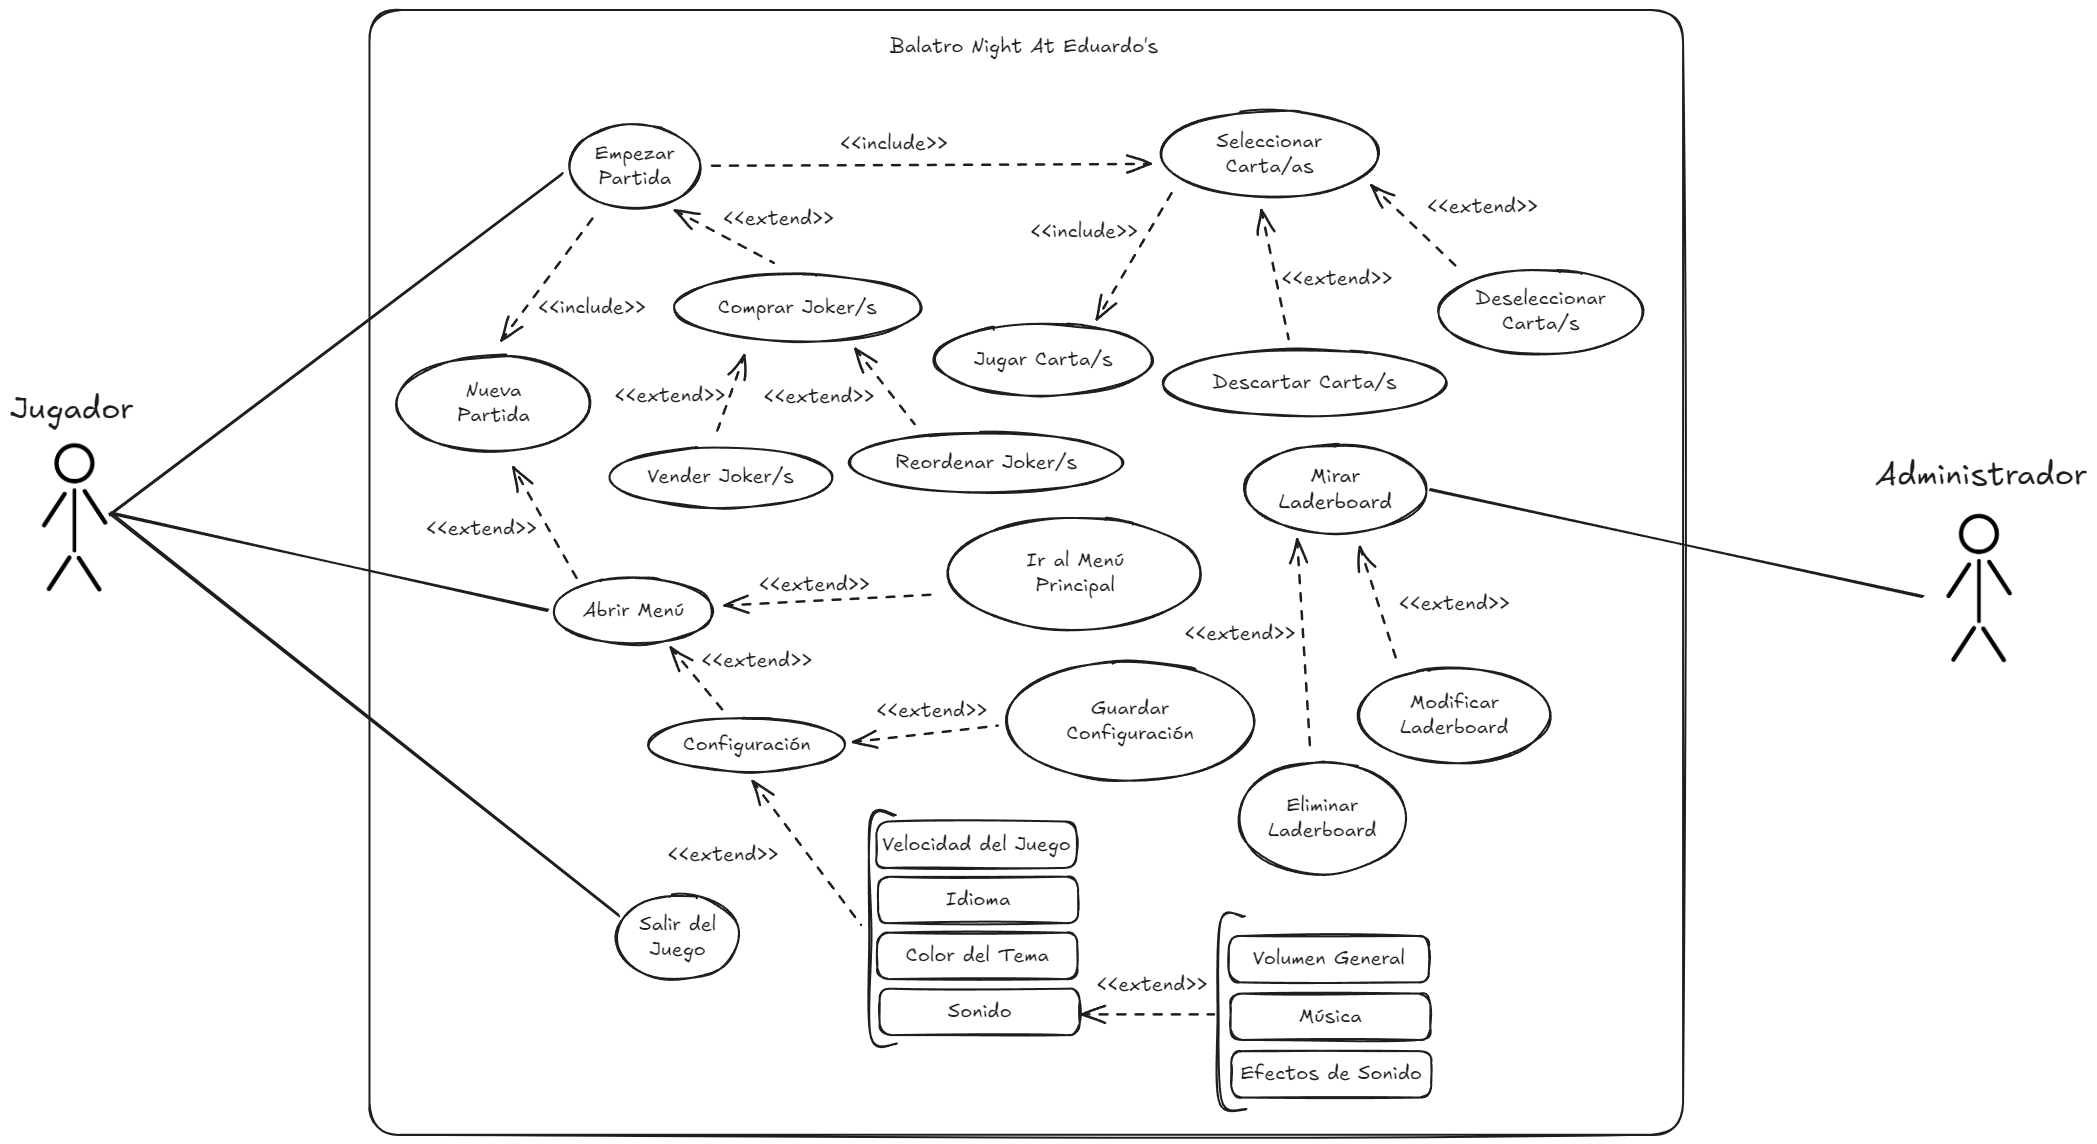 Balatro Night At Eduardo's
Jugador
Administrador
Empezar
Partida
<<include>>
Seleccionar
Carta/as
<<extend>>
<<include>>
<<extend>>
<<include>>
<<extend>>
Comprar Joker/s
Deseleccionar
Carta/s
Nueva
Partida
Jugar Carta/s
Descartar Carta/s
<<extend>>
<<extend>>
Vender Joker/s
Reordenar Joker/s
Mirar
Laderboard
<<extend>>
Ir al Menú
Principal
Abrir Menú
<<extend>>
<<extend>>
<<extend>>
<<extend>>
Configuración
<<extend>>
Guardar
Configuración
Modificar
Laderboard
Eliminar
Laderboard
<<extend>>
Velocidad del Juego
Idioma
Color del Tema
Sonido
Salir del
Juego
<<extend>>
Volumen General
Música
Efectos de Sonido